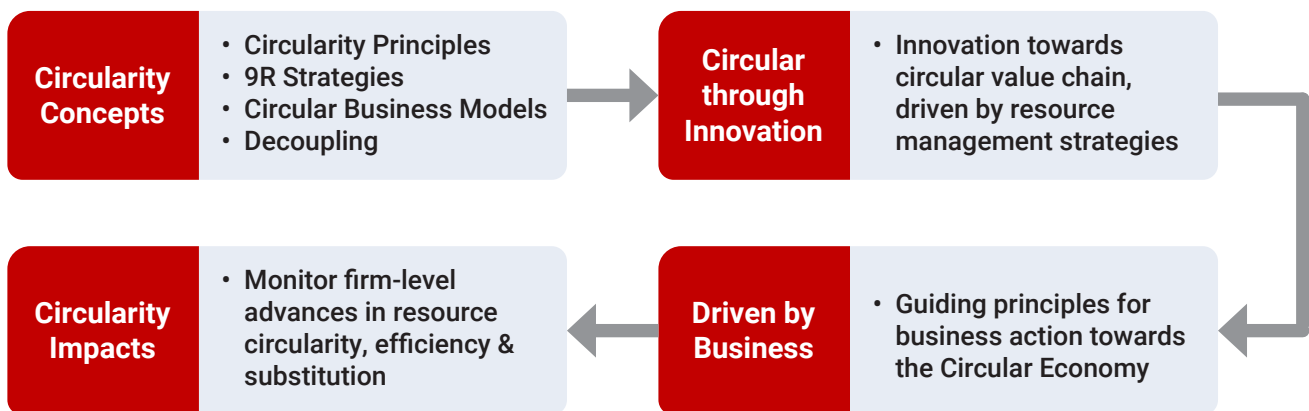 Circularity
Concepts
• Circularity Principles
• 9R Strategies
• Circular Business Models
• Decoupling
Circular
through
Innovation
• Innovation towards
circular value chain,
driven by resource
management strategies
Driven by
Business
• Guiding principles for
business action towards
the Circular Economy
Circularity
Impacts
• Monitor firm-level
advances in resource
circularity, efficiency &
substitution